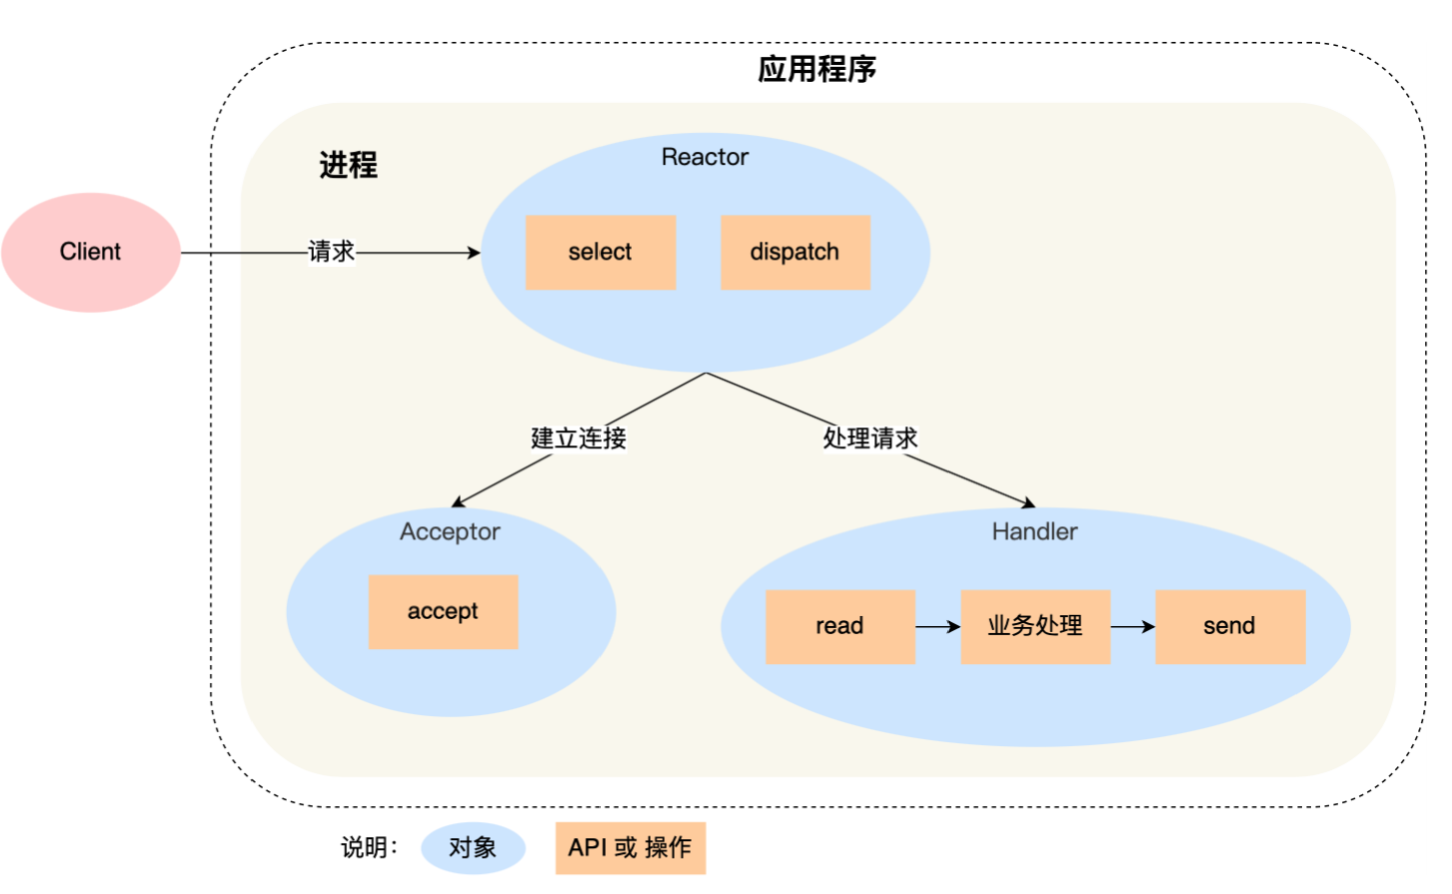 应用程序
进程
Reactor
Client
请求
select
dispatch
建立连接
处理请求
Acceptor
Handler
accept
read
业务处理
send
说明：
对象
API 或 操作